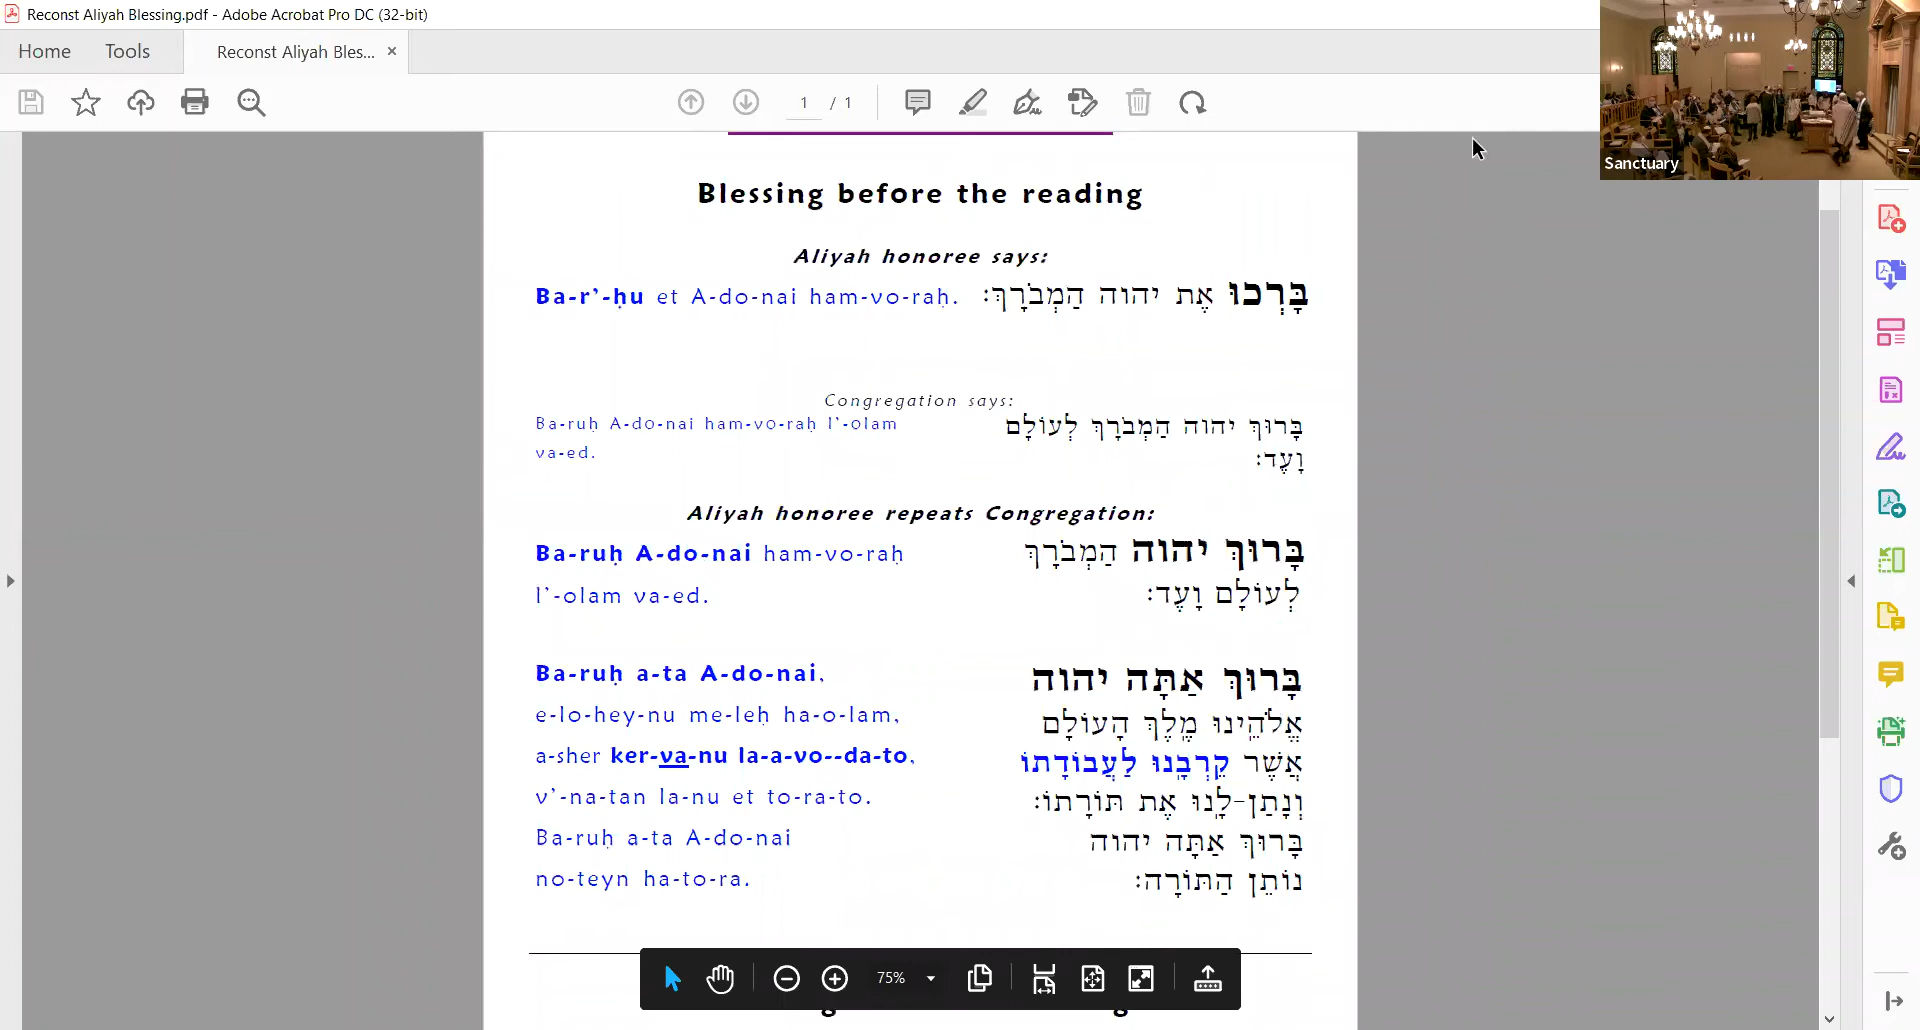 Reconst Aliyah Blessing.pdf - Adobe Acrobat Pro DC (32-bit)
Home Tools Reconst Aliyah Bles... ×
1 / 1
Sanctuary
Blessing before the reading
Aliyah honoree says:
Ba-r’-ḥu et A-do-nai ham-vo-raḥ. בָּרְכוּ אֶת יהוה הַמְבֹרָךְ:
Congregation says:
Ba-ruḥ A-do-nai ham-vo-raḥ l’-olam בָּרוּךְ יהוה הַמְבֹרָךְ לְעוֹלָם
va-ed. וָעֶד:
Aliyah honoree repeats Congregation:
Ba-ruḥ A-do-nai ham-vo-raḥ בָּרוּךְ יהוה הַמְבֹרָךְ
l’-olam va-ed. לְעוֹלָם וָעֶד:
Ba-ruḥ a-ta A-do-nai, בָּרוּךְ אַתָּה יהוה
e-lo-hey-nu me-leḥ ha-o-lam, אֱלֹהֵינוּ מֶלֶךְ הָעוֹלָם
a-sher ker-va-nu la-a-vo--da-to, אֲשֶׁר קֵרְבָנוּ לַעֲבוֹדָתוֹ
v’-na-tan la-nu et to-ra-to. וְנָתַן-לָנוּ אֶת תּוֹרָתוֹ:
Ba-ruḥ a-ta A-do-nai בָּרוּךְ אַתָּה יהוה
no-teyn ha-to-ra. נוֹתֵן הַתּוֹרָה:
75%